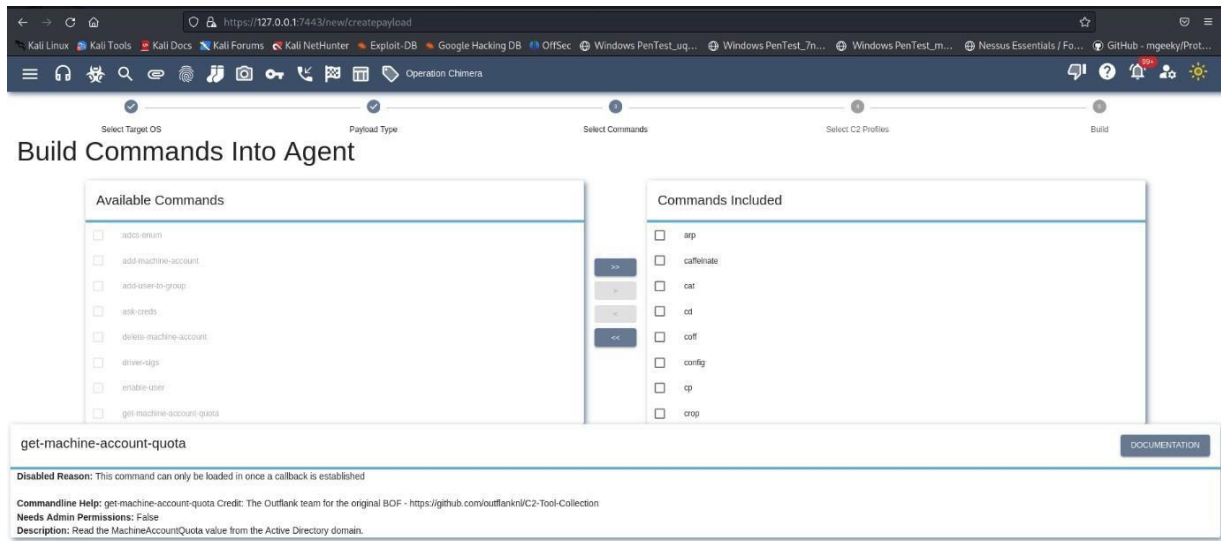 https://127.0.0.1:7443/new/createpayload
Kali Linux Kali Tools Kali Docs Kali Forums Kali NetHunter Exploit-DB Google Hacking DB OffSec Windows PenTest_uq... Windows PenTest_7n... Windows PenTest_m... Nessus Essentials / Fo... GitHub - mgeeky/Prot...
Operation Chimera 99+
3 4 5
Select Target OS Payload Type Select Commands Select C2 Profiles Build
Build Commands Into Agent
Available Commands Commands Included
adcs-enum arp
add-machine-account >> caffeinate
add-user-to-group > cat
ask-creds < cd
delete-machine-account << coff
driver-sigs config
enable-user cp
get-machine-account-quota crop
get-machine-account-quota DOCUMENTATION
Disabled Reason: This command can only be loaded in once a callback is established
Commandline Help: get-machine-account-quota Credit: The Outflank team for the original BOF - https://github.com/outflanknl/C2-Tool-Collection
Needs Admin Permissions: False
Description: Read the MachineAccountQuota value from the Active Directory domain.